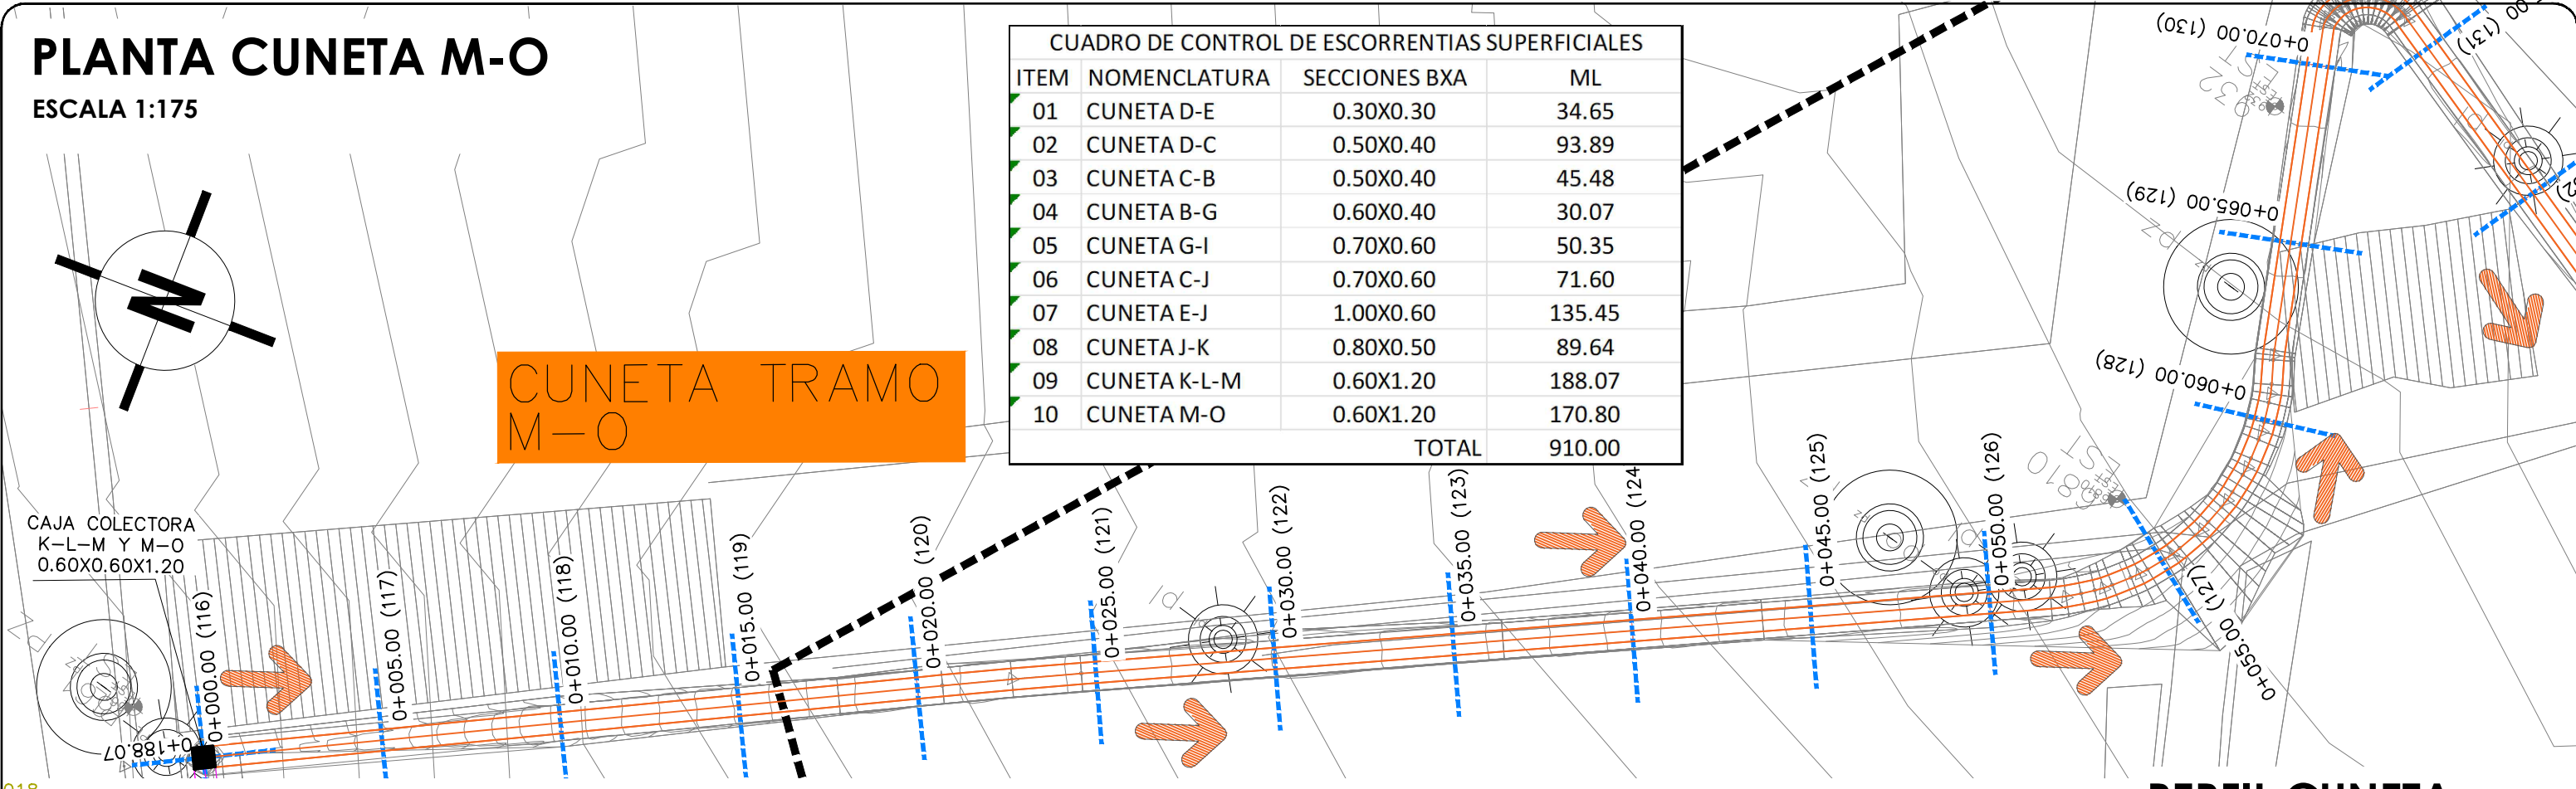 PLANTA CUNETA M-O
ESCALA 1:175
N
CUNETA TRAMO
M-O
CUADRO DE CONTROL DE ESCORRENTIAS SUPERFICIALES
ITEM NOMENCLATURA SECCIONES BXA ML
01 CUNETA D-E 0.30X0.30 34.65
02 CUNETA D-C 0.50X0.40 93.89
03 CUNETA C-B 0.50X0.40 45.48
04 CUNETA B-G 0.60X0.40 30.07
05 CUNETA G-I 0.70X0.60 50.35
06 CUNETA C-J 0.70X0.60 71.60
07 CUNETA E-J 1.00X0.60 135.45
08 CUNETA J-K 0.80X0.50 89.64
09 CUNETA K-L-M 0.60X1.20 188.07
10 CUNETA M-O 0.60X1.20 170.80
TOTAL 910.00
CAJA COLECTORA
K-L-M Y M-O
0.60X0.60X1.20
0+188.07
0+000.00 (116)
0+005.00 (117)
0+010.00 (118)
0+015.00 (119)
0+020.00 (120)
0+025.00 (121)
0+030.00 (122)
0+035.00 (123)
0+040.00 (124
0+045.00 (125)
0+050.00 (126)
0+055.00 (127)
0+060.00 (128)
0+065.00 (129)
0+070.00 (130)
(131)
P1
P2
EST
0810
PERFIL CUNETA
018